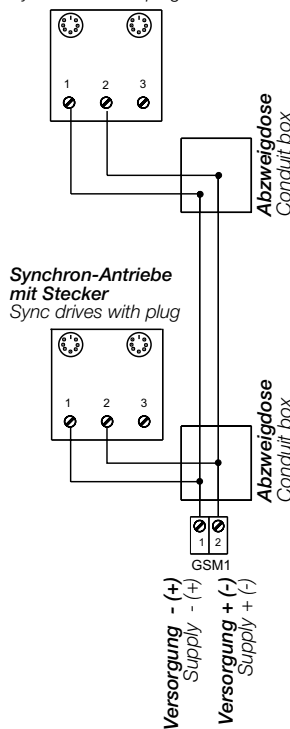 1 2 3
Abzweigdose
Conduit box
Synchron-Antriebe
mit Stecker
Sync drives with plug
1 2 3
Abzweigdose
Conduit box
1 2
GSM1
Versorgung - (+)
Supply - (+)
Versorgung + (-)
Supply + (-)